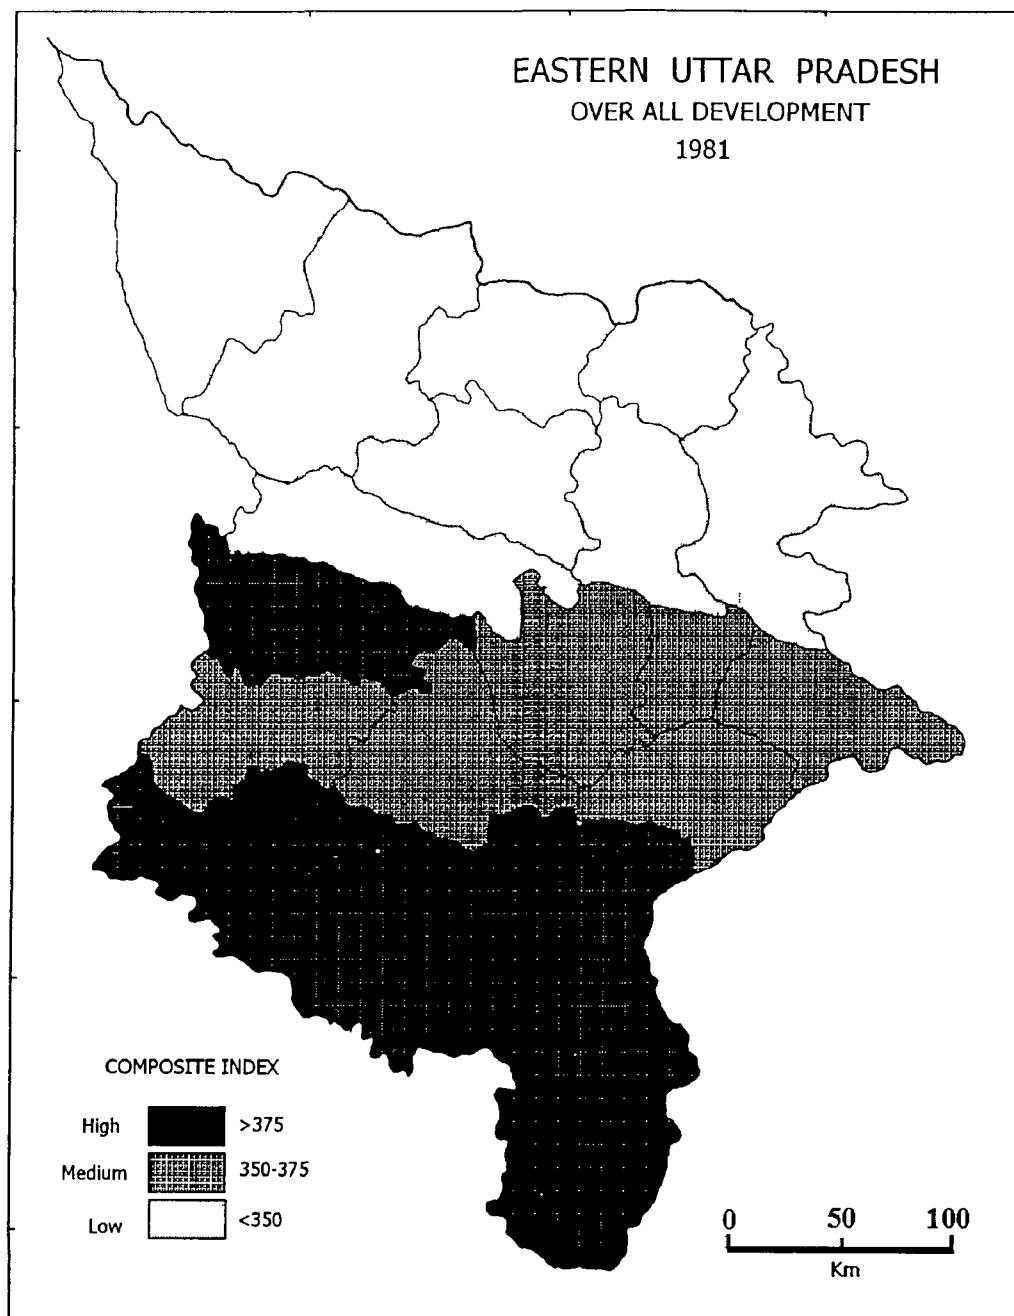 EASTERN UTTAR PRADESH
OVER ALL DEVELOPMENT
1981
COMPOSITE INDEX
High >375
Medium 350-375
Low <350
0 50 100
Km